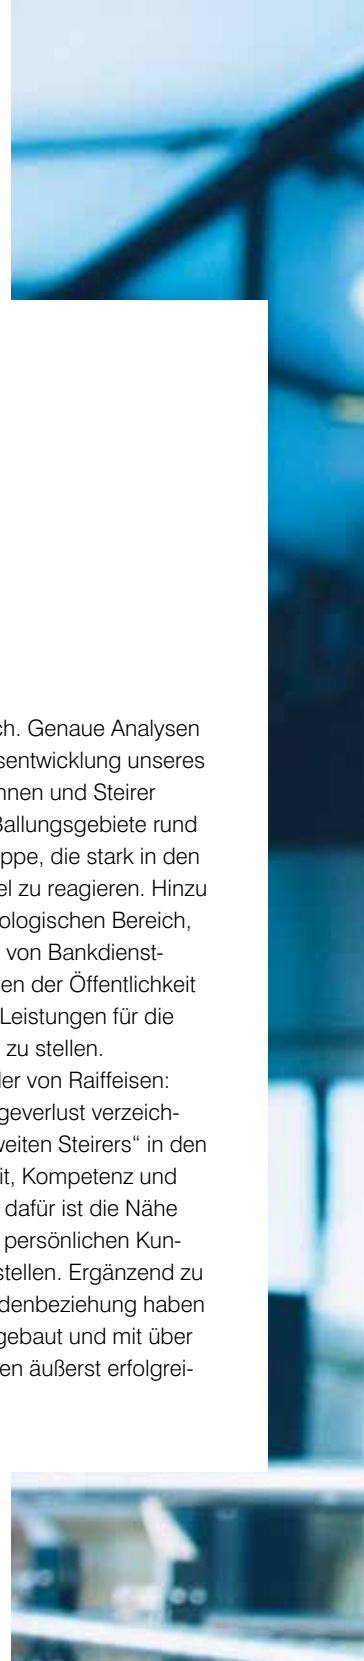 ch. Genaue Analysen
sentwicklung unseres
nnen und Steirer
Ballungsgebiete rund
ppe, die stark in den
el zu reagieren. Hinzu
ologischen Bereich,
von Bankdienst-
en der Öffentlichkeit
Leistungen für die
zu stellen.
ler von Raiffeisen:
geverlust verzeich-
weiten Steirers“ in den
it, Kompetenz und
dafür ist die Nähe
persönlichen Kun-
stellen. Ergänzend zu
denbeziehung haben
gebaut und mit über
en äußerst erfolgrei-